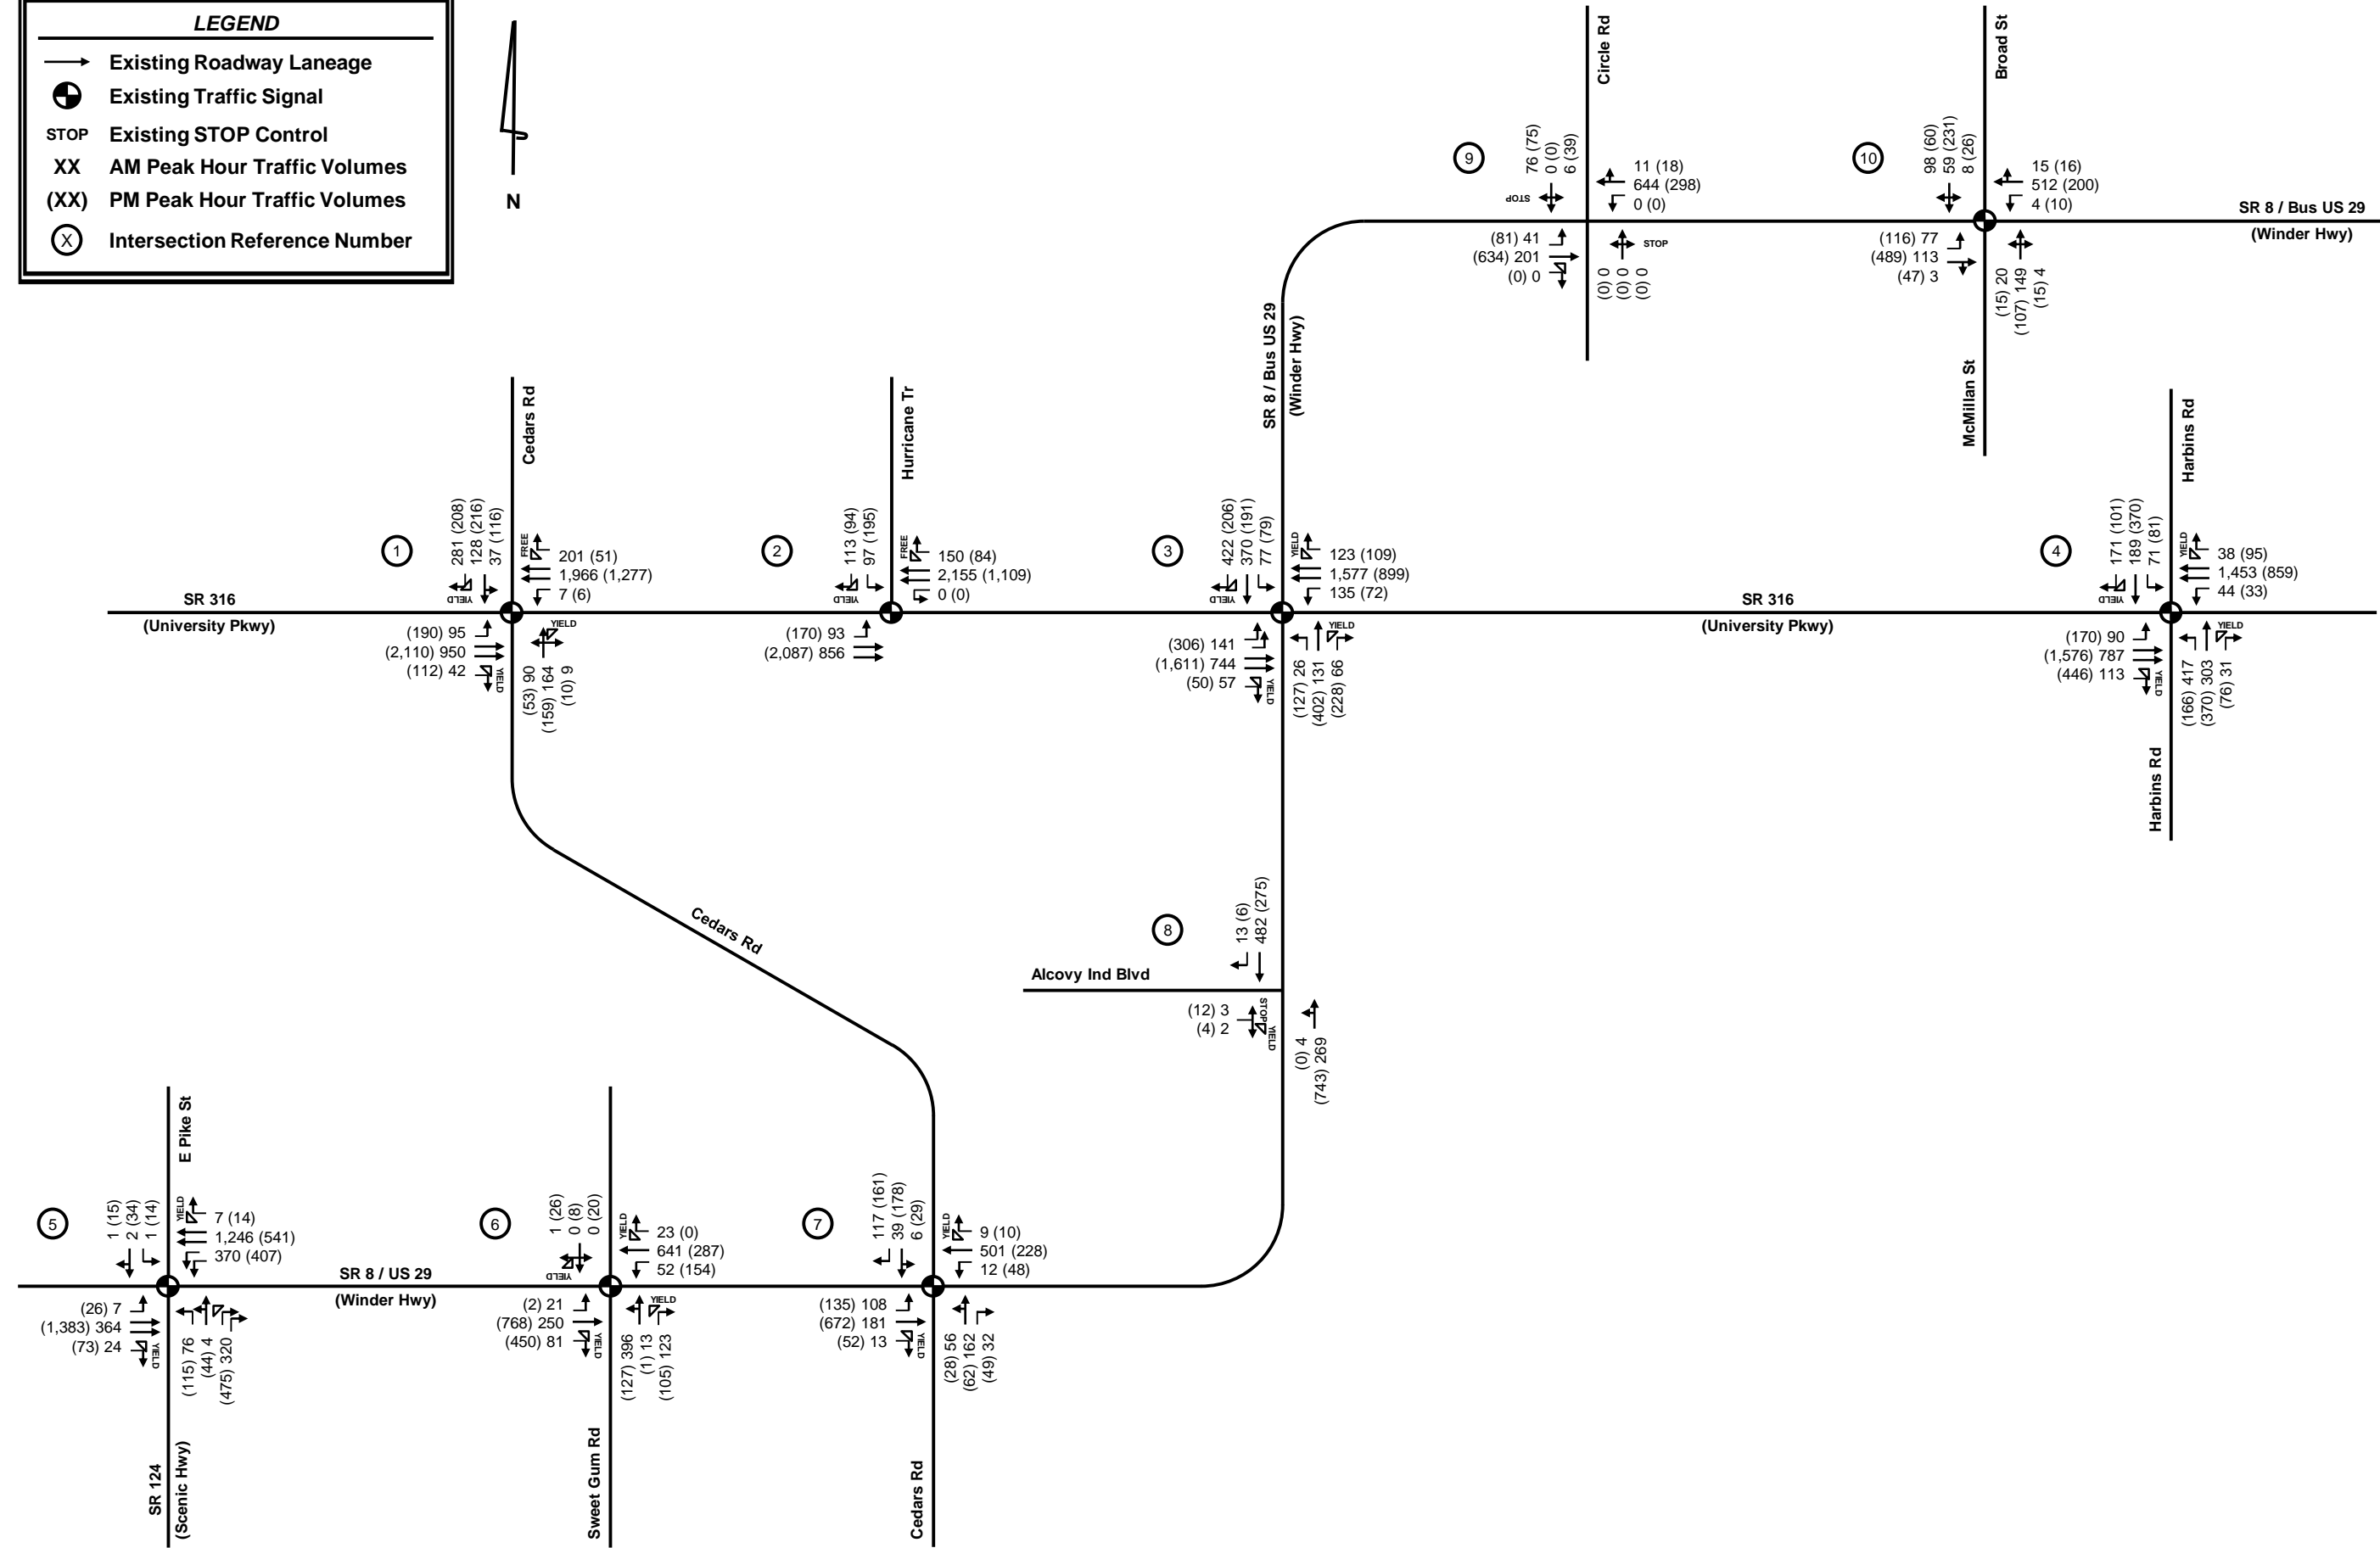 LEGEND
Existing Roadway Laneage
Existing Traffic Signal
STOP Existing STOP Control
XX AM Peak Hour Traffic Volumes
(XX) PM Peak Hour Traffic Volumes
X Intersection Reference Number
N
Circle Rd
9
76 (75)
0 (0)
6 (39)
11 (18)
644 (298)
0 (0)
STOP
(81) 41
(634) 201
(0) 0
STOP
(0) 0
(0) 0
(0) 0
Broad St
10
98 (60)
59 (231)
8 (26)
15 (16)
512 (200)
4 (10)
SR 8 / Bus US 29
(Winder Hwy)
(116) 77
(489) 113
(47) 3
(15) 20
(107) 149
(15) 4
McMillan St
SR 8 / Bus US 29
(Winder Hwy)
Cedars Rd
1
281 (208)
128 (216)
37 (116)
YIELD
FREE
201 (51)
1,966 (1,277)
7 (6)
SR 316
(University Pkwy)
(190) 95
(2,110) 950
(112) 42
YIELD
YIELD
(53) 90
(159) 164
(10) 9
Hurricane Tr
2
113 (94)
97 (195)
YIELD
FREE
150 (84)
2,155 (1,109)
0 (0)
(170) 93
(2,087) 856
3
422 (206)
370 (191)
77 (79)
YIELD
YIELD
123 (109)
1,577 (899)
135 (72)
(306) 141
(1,611) 744
(50) 57
YIELD
YIELD
(127) 26
(402) 131
(228) 66
SR 316
(University Pkwy)
Harbins Rd
4
171 (101)
189 (370)
71 (81)
YIELD
YIELD
38 (95)
1,453 (859)
44 (33)
(170) 90
(1,576) 787
(446) 113
YIELD
YIELD
(166) 417
(370) 303
(76) 31
Harbins Rd
Cedars Rd
8
13 (6)
482 (275)
Alcovy Ind Blvd
(12) 3
(4) 2
STOP
YIELD
(0) 4
(743) 269
E Pike St
5
1 (15)
2 (34)
1 (14)
YIELD
7 (14)
1,246 (541)
370 (407)
SR 8 / US 29
(Winder Hwy)
(26) 7
(1,383) 364
(73) 24
YIELD
(115) 76
(44) 4
(475) 320
SR 124
(Scenic Hwy)
6
1 (26)
0 (8)
0 (20)
YIELD
YIELD
23 (0)
641 (287)
52 (154)
(2) 21
(768) 250
(450) 81
YIELD
YIELD
(127) 396
(1) 13
(105) 123
Sweet Gum Rd
7
117 (161)
39 (178)
6 (29)
YIELD
9 (10)
501 (228)
12 (48)
(135) 108
(672) 181
(52) 13
YIELD
(28) 56
(62) 162
(49) 32
Cedars Rd